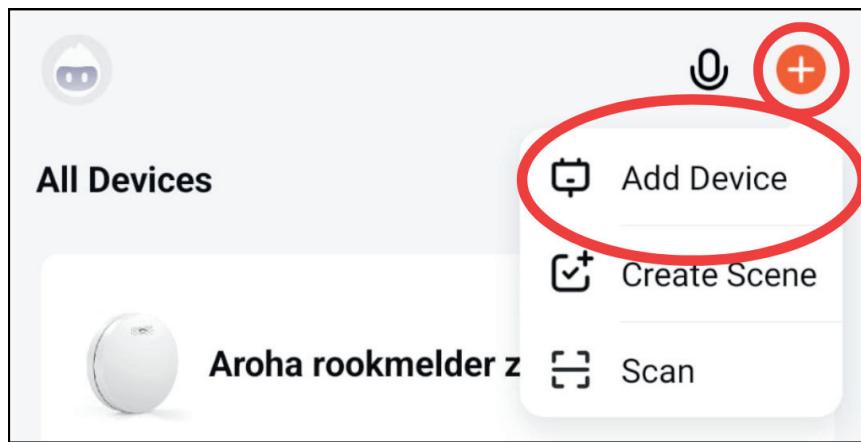 All Devices
Add Device
Create Scene
Aroha rookmelder z
Scan